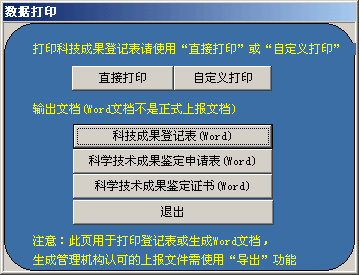 数据打印
打印科技成果登记表请使用“直接打印”或“自定义打印”
直接打印 自定义打印
输出文档(Word文档不是正式上报文档)
科技成果登记表(Word)
科学技术成果鉴定申请表(Word)
科学技术成果鉴定证书(Word)
退出
注意：此页用于打印登记表或生成Word文档，
生成管理机构认可的上报文件需使用“导出”功能